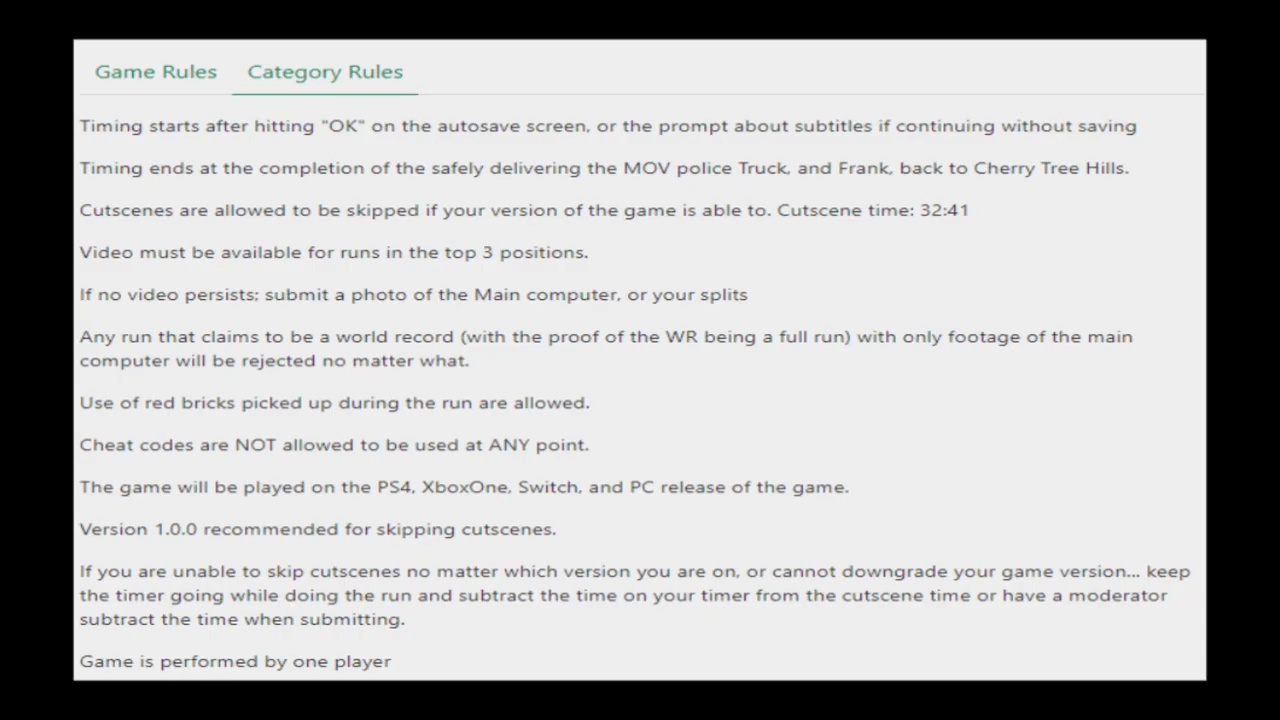 Game Rules Category Rules
Timing starts after hitting "OK" on the autosave screen, or the prompt about subtitles if continuing without saving
Timing ends at the completion of the safely delivering the MOV police Truck, and Frank, back to Cherry Tree Hills.
Cutscenes are allowed to be skipped if your version of the game is able to. Cutscene time: 32:41
Video must be available for runs in the top 3 positions.
If no video persists; submit a photo of the Main computer, or your splits
Any run that claims to be a world record (with the proof of the WR being a full run) with only footage of the main
computer will be rejected no matter what.
Use of red bricks picked up during the run are allowed.
Cheat codes are NOT allowed to be used at ANY point.
The game will be played on the PS4, XboxOne, Switch, and PC release of the game.
Version 1.0.0 recommended for skipping cutscenes.
If you are unable to skip cutscenes no matter which version you are on, or cannot downgrade your game version... keep
the timer going while doing the run and subtract the time on your timer from the cutscene time or have a moderator
subtract the time when submitting.
Game is performed by one player